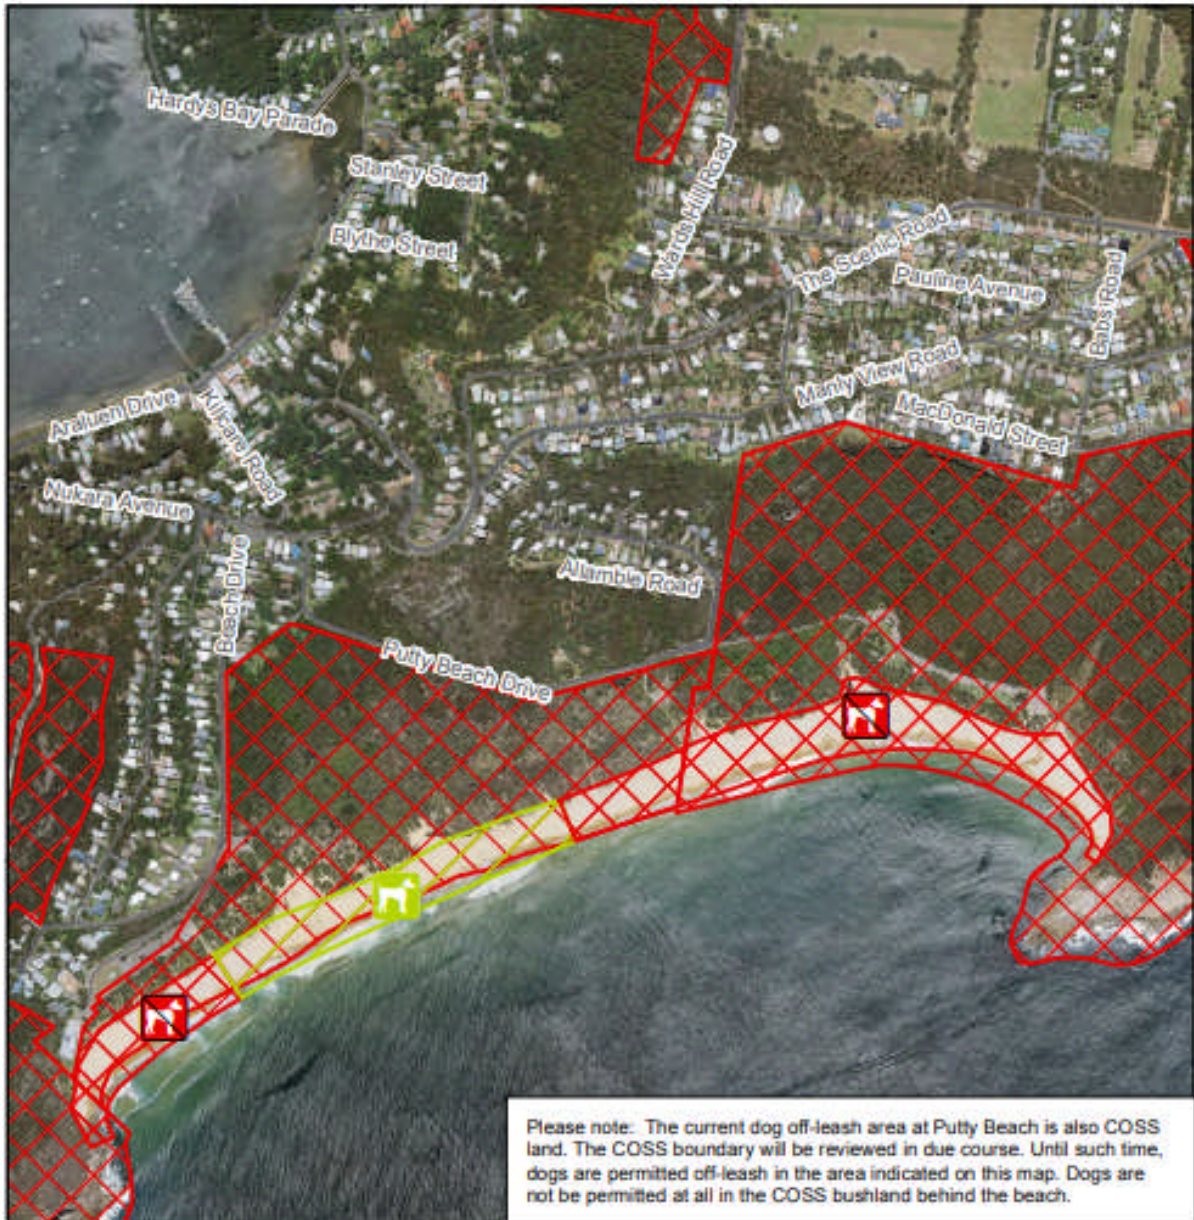 Hardys Bay Parade
Stanley Street
Blythe Street
Wards Hill Road
The Scenic Road
Pauline Avenue
Babs Road
Manly View Road
MacDonald Street
Araluen Drive
Killcare Road
Nukara Avenue
Beach Drive
Allambie Road
Putty Beach Drive
Please note: The current dog off-leash area at Putty Beach is also COSS
land. The COSS boundary will be reviewed in due course. Until such time,
dogs are permitted off-leash in the area indicated on this map. Dogs are
not be permitted at all in the COSS bushland behind the beach.